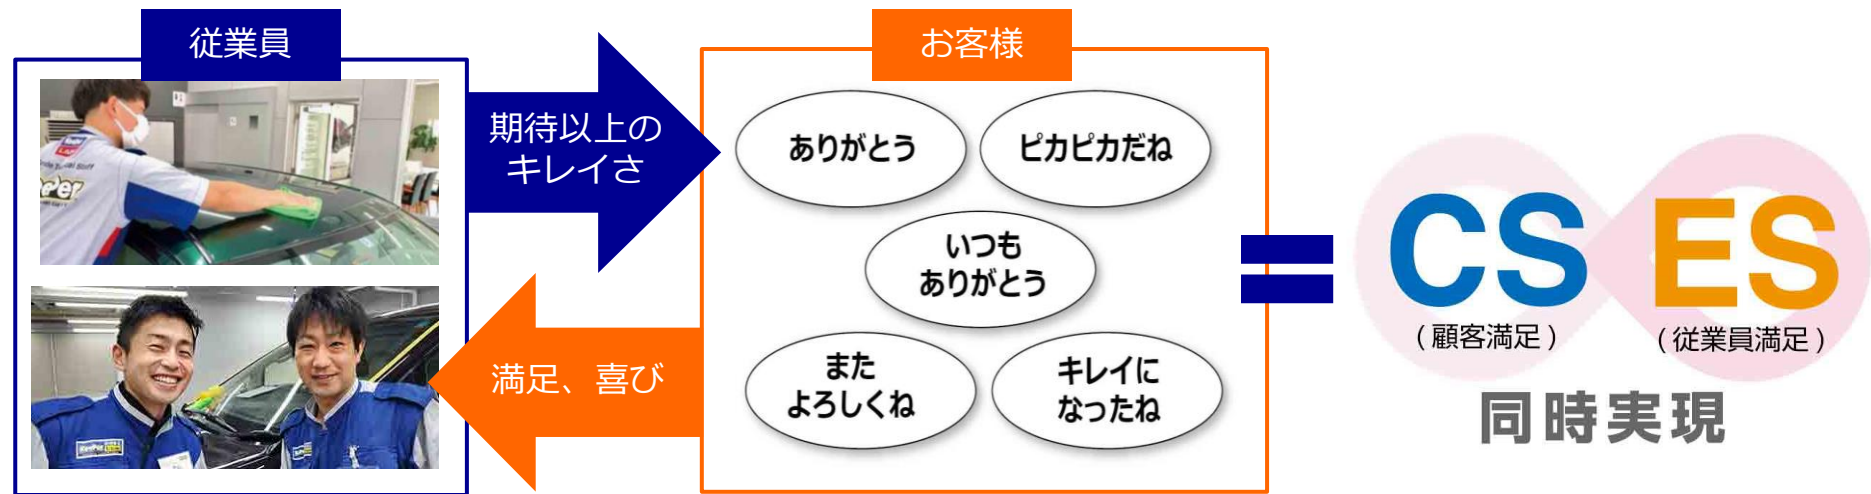 従業員
お客様
期待以上の
キレイさ
満足、喜び
ありがとう
ピカピカだね
いつも
ありがとう
また
よろしくね
キレイに
なったね
CS
(顧客満足)
ES
(従業員満足)
同時実現